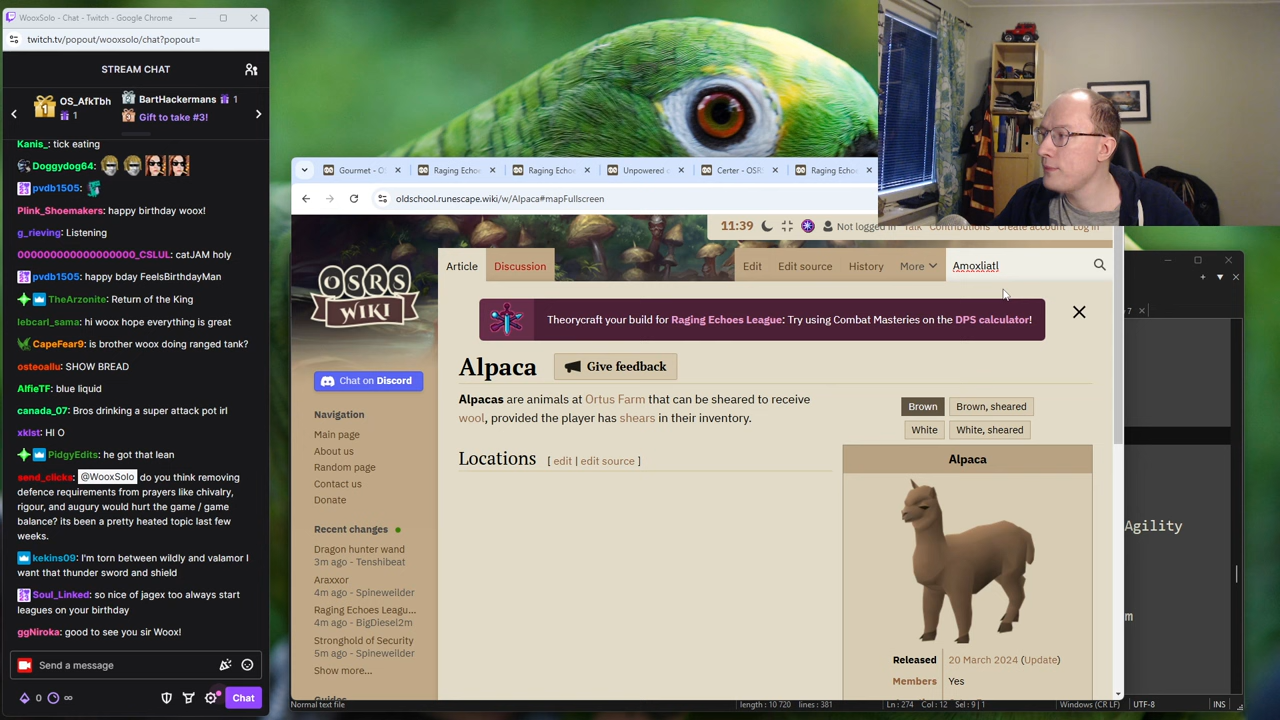 WooxSolo - Chat - Twitch - Google Chrome
twitch.tv/popout/wooxsolo/chat?popout=
STREAM CHAT
OS_AfkTbh
1
BartHackermans 1
Gift to take #3!
Kanis_: tick eating
Doggydog64:
pvdb1505:
Plink_Shoemakers: happy birthday woox!
g_rieving: Listening
000000000000000000_CSLUL: catJAM holy
pvdb1505: happy bday FeelsBirthdayMan
TheArzonite: Return of the King
lebcarl_sama: hi woox hope everything is great
CapeFear9: is brother woox doing ranged tank?
osteoallu: SHOW BREAD
AlfieTF: blue liquid
canada_07: Bros drinking a super attack pot irl
xklst: HI O
PidgyEdits: he got that lean
send_clicks: @WooxSolo do you think removing
defence requirements from prayers like chivalry,
rigour, and augury would hurt the game / game
balance? its been a pretty heated topic last few
weeks.
kekins09: I'm torn between wildly and valamor I
want that thunder sword and shield
Soul_Linked: so nice of jagex too always start
leagues on your birthday
ggNiroka: good to see you sir Woox!
Send a message
0 ∞
Chat
Gourmet - OS
Raging Echoe
Raging Echoe
Unpowered o
Certer - OSR
Raging Echoe
oldschool.runescape.wiki/w/Alpaca#mapFullscreen
11:39 Not logged in Talk Contributions Create account Log in
OSRS
WIKI
Article Discussion Edit Edit source History More Amoxliatl
Theorycraft your build for Raging Echoes League: Try using Combat Masteries on the DPS calculator!
Chat on Discord
Navigation
Main page
About us
Random page
Contact us
Donate
Recent changes
Dragon hunter wand
3m ago - Tenshibeat
Araxxor
4m ago - Spineweilder
Raging Echoes Leagu...
4m ago - BigDiesel2m
Stronghold of Security
5m ago - Spineweilder
Show more...
Guides
Alpaca Give feedback
Alpacas are animals at Ortus Farm that can be sheared to receive
wool, provided the player has shears in their inventory.
Locations [ edit | edit source ]
Brown Brown, sheared
White White, sheared
Alpaca
Released 20 March 2024 (Update)
Members Yes
7
Agility
m
Normal text file length : 10 720 lines : 381 Ln : 274 Col : 12 Sel : 9 | 1 Windows (CR LF) UTF-8 INS